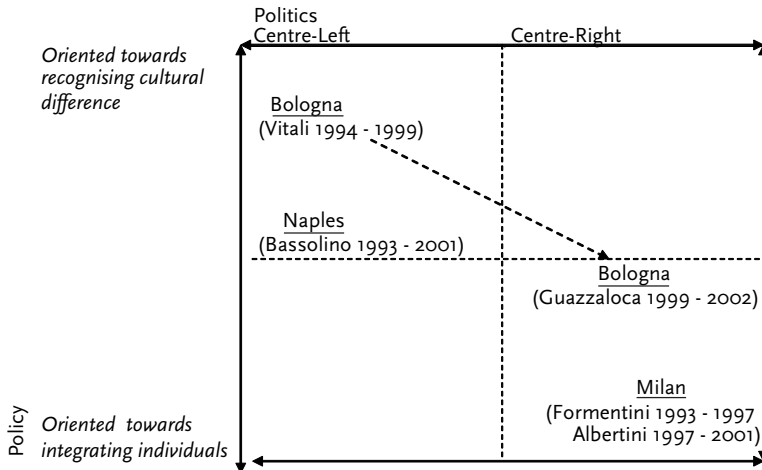 Politics
Centre-Left
Centre-Right
Oriented towards
recognising cultural
difference
Bologna
(Vitali 1994 - 1999)
Naples
(Bassolino 1993 - 2001)
Bologna
(Guazzaloca 1999 - 2002)
Milan
(Formentini 1993 - 1997
Albertini 1997 - 2001)
Policy
Oriented towards
integrating individuals